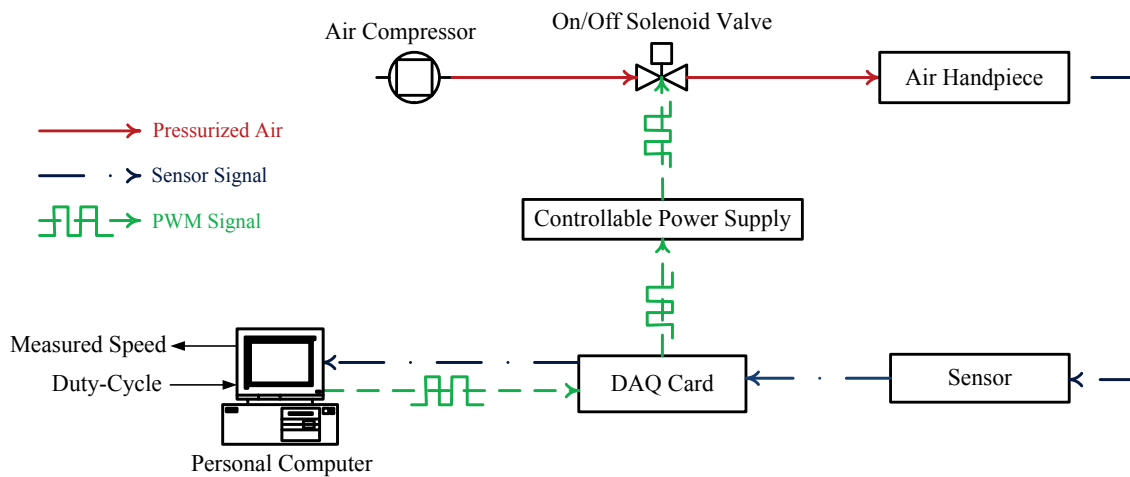 On/Off Solenoid Valve
Air Compressor
Air Handpiece
Pressurized Air
Sensor Signal
PWM Signal
Controllable Power Supply
Measured Speed
Duty-Cycle
DAQ Card
Sensor
Personal Computer